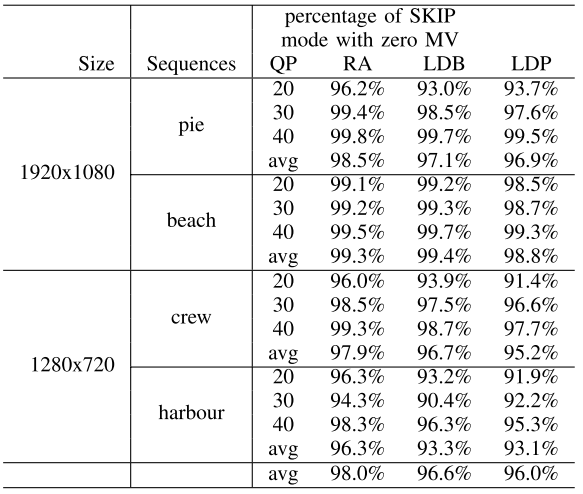 percentage of SKIP
mode with zero MV
Size Sequences QP RA LDB LDP
1920x1080 pie 20 96.2% 93.0% 93.7%
30 99.4% 98.5% 97.6%
40 99.8% 99.7% 99.5%
avg 98.5% 97.1% 96.9%
beach 20 99.1% 99.2% 98.5%
30 99.2% 99.3% 98.7%
40 99.5% 99.7% 99.3%
avg 99.3% 99.4% 98.8%
1280x720 crew 20 96.0% 93.9% 91.4%
30 98.5% 97.5% 96.6%
40 99.3% 98.7% 97.7%
avg 97.9% 96.7% 95.2%
harbour 20 96.3% 93.2% 91.9%
30 94.3% 90.4% 92.2%
40 98.3% 96.3% 95.3%
avg 96.3% 93.3% 93.1%
avg 98.0% 96.6% 96.0%